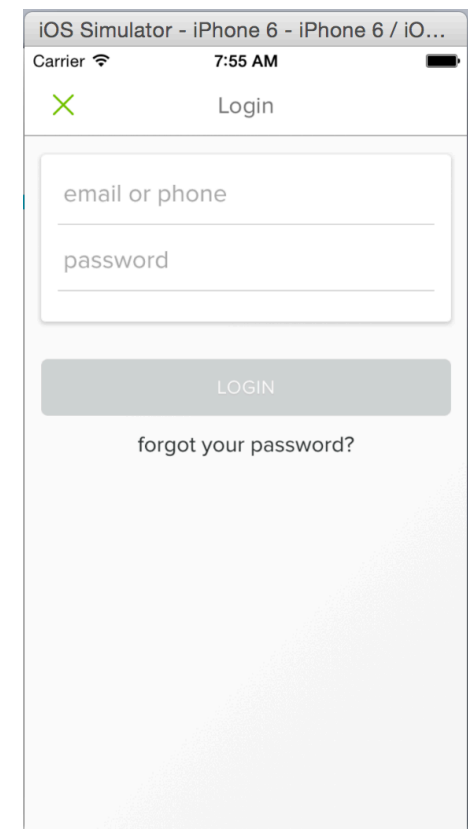 iOS Simulator - iPhone 6 - iPhone 6 / iO...
Carrier 7:55 AM
Login
email or phone
password
LOGIN
forgot your password?